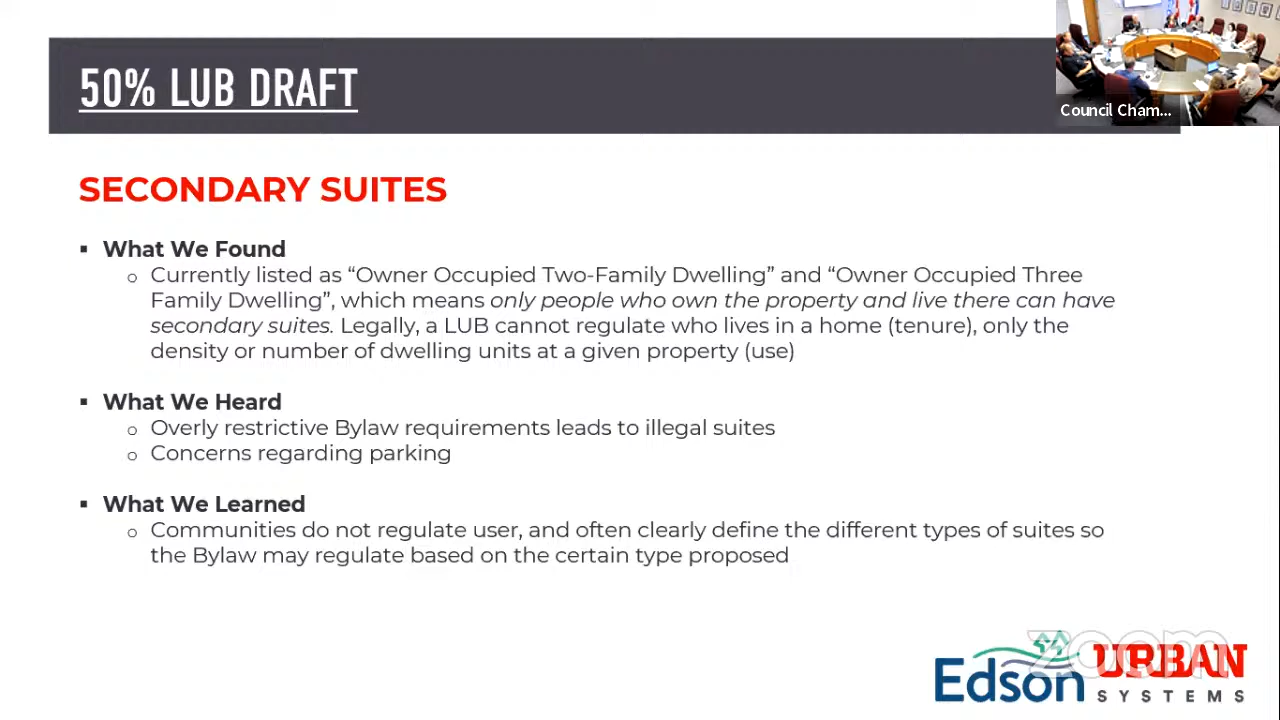 50% LUB DRAFT
Council Cham...
SECONDARY SUITES
▪ What We Found
o Currently listed as “Owner Occupied Two-Family Dwelling” and “Owner Occupied Three
Family Dwelling”, which means only people who own the property and live there can have
secondary suites. Legally, a LUB cannot regulate who lives in a home (tenure), only the
density or number of dwelling units at a given property (use)
▪ What We Heard
o Overly restrictive Bylaw requirements leads to illegal suites
o Concerns regarding parking
▪ What We Learned
o Communities do not regulate user, and often clearly define the different types of suites so
the Bylaw may regulate based on the certain type proposed
zoom
Edson URBAN
SYSTEMS